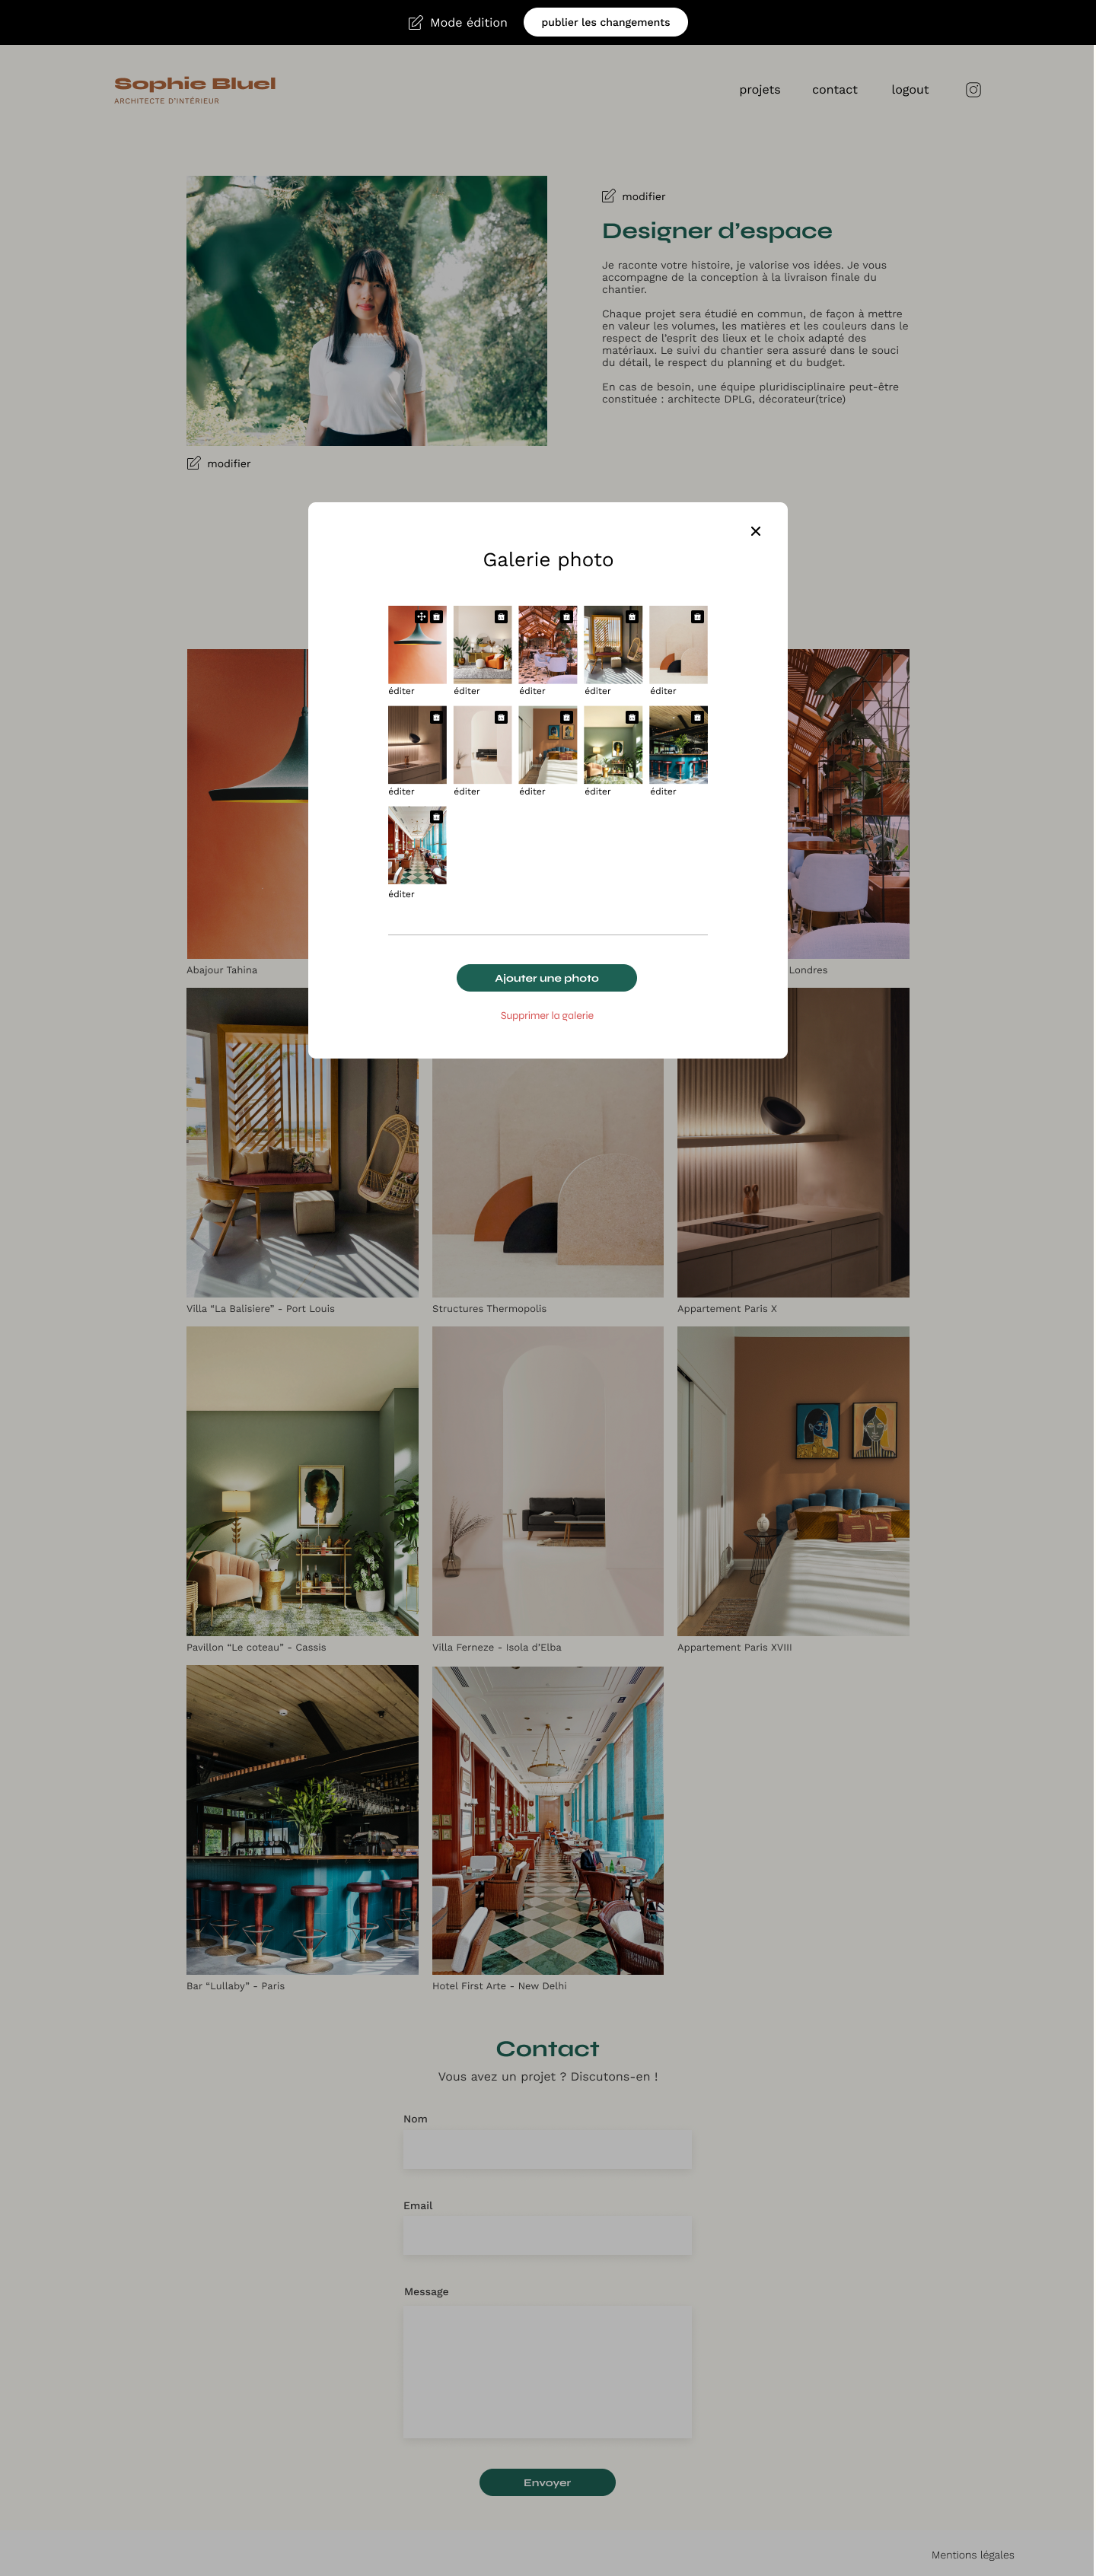 Mode édition
publier les changements
Sophie Bluel
ARCHITECTE D'INTÉRIEUR
projets
contact
logout
modifier
Designer d’espace
Je raconte votre histoire, je valorise vos idées. Je vous
accompagne de la conception à la livraison finale du
chantier.
Chaque projet sera étudié en commun, de façon à mettre
en valeur les volumes, les matières et les couleurs dans le
respect de l’esprit des lieux et le choix adapté des
matériaux. Le suivi du chantier sera assuré dans le souci
du détail, le respect du planning et du budget.
En cas de besoin, une équipe pluridisciplinaire peut-être
constituée : architecte DPLG, décorateur(trice)
modifier
Galerie photo
éditer
éditer
éditer
éditer
éditer
éditer
éditer
éditer
éditer
éditer
éditer
Ajouter une photo
Supprimer la galerie
Abajour Tahina
Londres
Villa “La Balisiere” - Port Louis
Structures Thermopolis
Appartement Paris X
Pavillon “Le coteau” - Cassis
Villa Ferneze - Isola d’Elba
Appartement Paris XVIII
Bar “Lullaby” - Paris
Hotel First Arte - New Delhi
Contact
Vous avez un projet ? Discutons-en !
Nom
Email
Message
Envoyer
Mentions légales